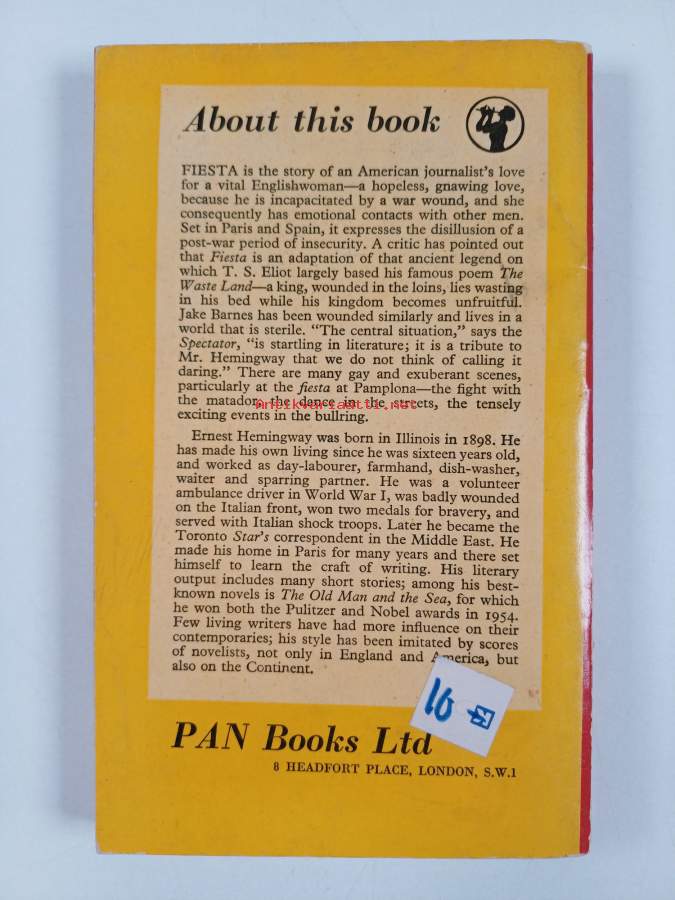 About this book
FIESTA is the story of an American journalist's love
for a vital Englishwoman—a hopeless, gnawing love,
because he is incapacitated by a war wound, and she
consequently has emotional contacts with other men.
Set in Paris and Spain, it expresses the disillusion of a
post-war period of insecurity. A critic has pointed out
that Fiesta is an adaptation of that ancient legend on
which T. S. Eliot largely based his famous poem The
Waste Land—a king, wounded in the loins, lies wasting
in his bed while his kingdom becomes unfruitful.
Jake Barnes has been wounded similarly and lives in a
world that is sterile. "The central situation," says the
Spectator, "is startling in literature; it is a tribute to
Mr. Hemingway that we do not think of calling it
daring." There are many gay and exuberant scenes,
particularly at the fiesta at Pamplona—the fight with
the matador, the dance in the streets, the tensely
Antikvariaatti.net
exciting events in the bullring.
Ernest Hemingway was born in Illinois in 1898. He
has made his own living since he was sixteen years old,
and worked as day-labourer, farmhand, dish-washer,
waiter and sparring partner. He was a volunteer
ambulance driver in World War I, was badly wounded
on the Italian front, won two medals for bravery, and
served with Italian shock troops. Later he became the
Toronto Star's correspondent in the Middle East. He
made his home in Paris for many years and there set
himself to learn the craft of writing. His literary
output includes many short stories; among his best-
known novels is The Old Man and the Sea, for which
he won both the Pulitzer and Nobel awards in 1954.
Few living writers have had more influence on their
contemporaries; his style has been imitated by scores
of novelists, not only in England and America, but
also on the Continent.
16
PAN Books Ltd
8 HEADFORT PLACE, LONDON, S.W.1